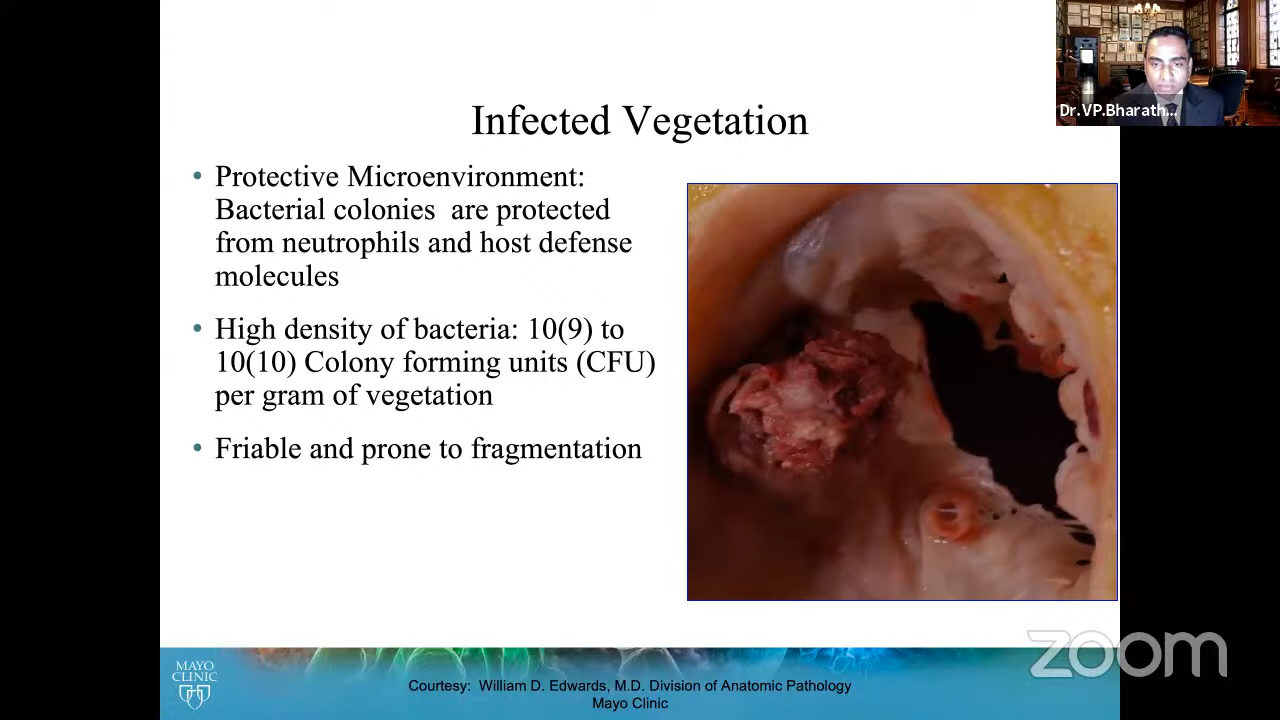 Dr.VP.Bharath...
Infected Vegetation
• Protective Microenvironment:
Bacterial colonies are protected
from neutrophils and host defense
molecules
• High density of bacteria: 10(9) to
10(10) Colony forming units (CFU)
per gram of vegetation
• Friable and prone to fragmentation
zoom
MAYO
CLINIC
Courtesy: William D. Edwards, M.D. Division of Anatomic Pathology
Mayo Clinic